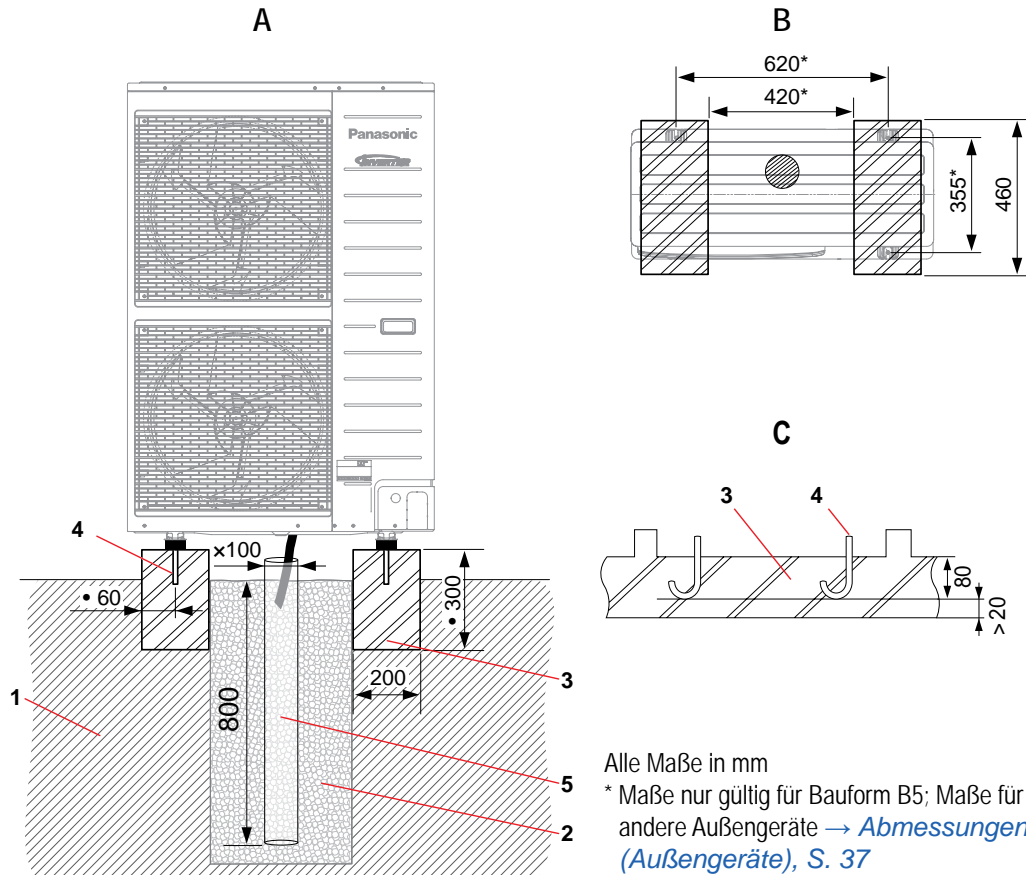 A
B
620*
420*
355*
460
Panasonic
INVERTER
C
3
4
80
> 20
4
×100
• 60
• 300
3
200
1
800
5
2
Alle Maße in mm
* Maße nur gültig für Bauform B5; Maße für
andere Außengeräte → Abmessungen
(Außengeräte), S. 37